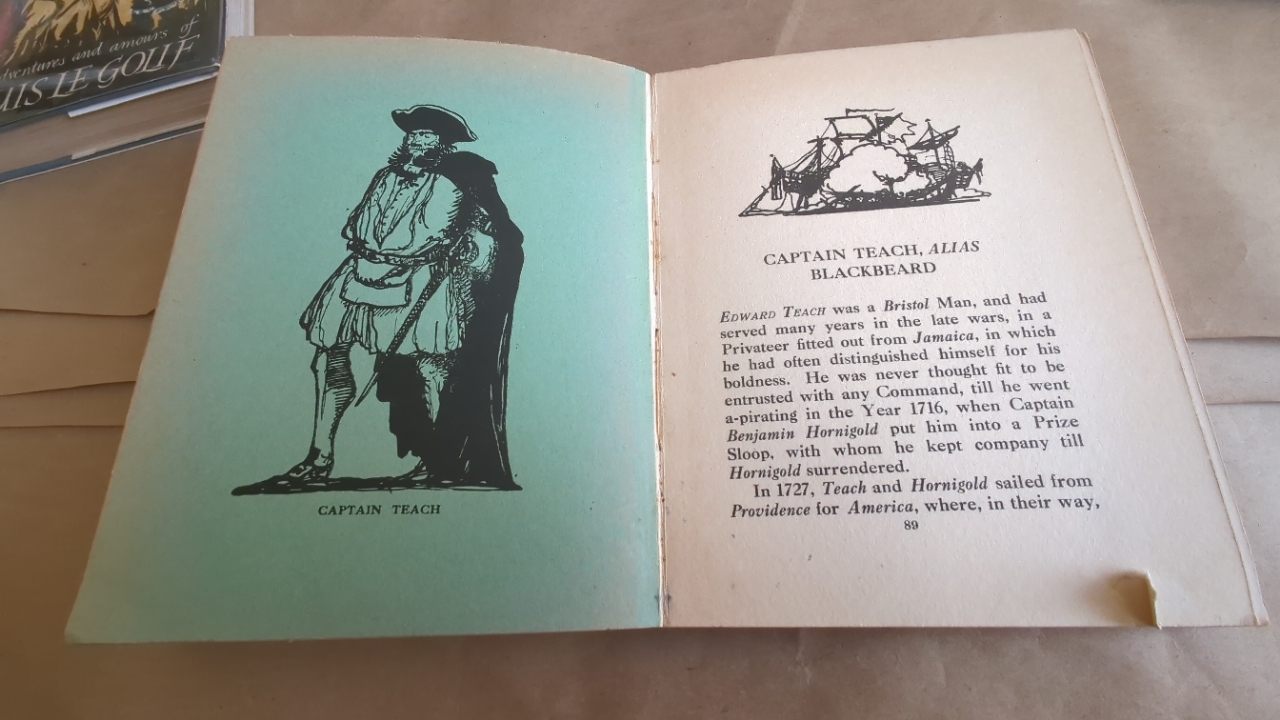 adventures and amours of
LOUIS LE GOLIF
CAPTAIN TEACH
CAPTAIN TEACH, ALIAS
BLACKBEARD
EDWARD TEACH was a Bristol Man, and had
served many years in the late wars, in a
Privateer fitted out from Jamaica, in which
he had often distinguished himself for his
boldness. He was never thought fit to be
entrusted with any Command, till he went
a-pirating in the Year 1716, when Captain
Benjamin Hornigold put him into a Prize
Sloop, with whom he kept company till
Hornigold surrendered.
In 1727, Teach and Hornigold sailed from
Providence for America, where, in their way,
89